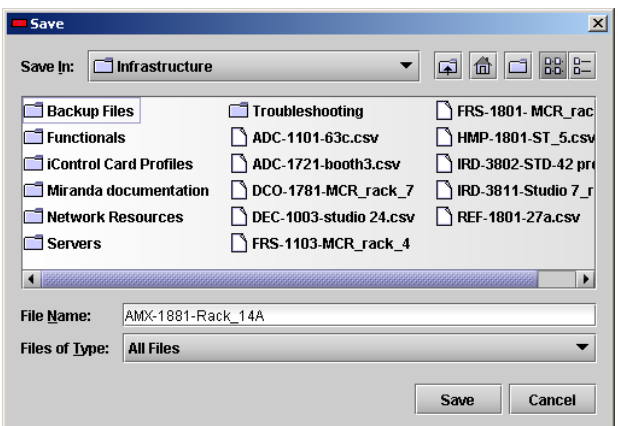 Save
Save In: Infrastructure
Backup Files
Functionals
iControl Card Profiles
Miranda documentation
Network Resources
Servers
Troubleshooting
ADC-1101-63c.csv
ADC-1721-booth3.csv
DCO-1781-MCR_rack_7
DEC-1003-studio 24.csv
FRS-1103-MCR_rack_4
FRS-1801- MCR_rac
HMP-1801-ST_5.csv
IRD-3802-STD-42 pre
IRD-3811-Studio 7_r
REF-1801-27a.csv
File Name: AMX-1881-Rack_14A
Files of Type: All Files
Save Cancel